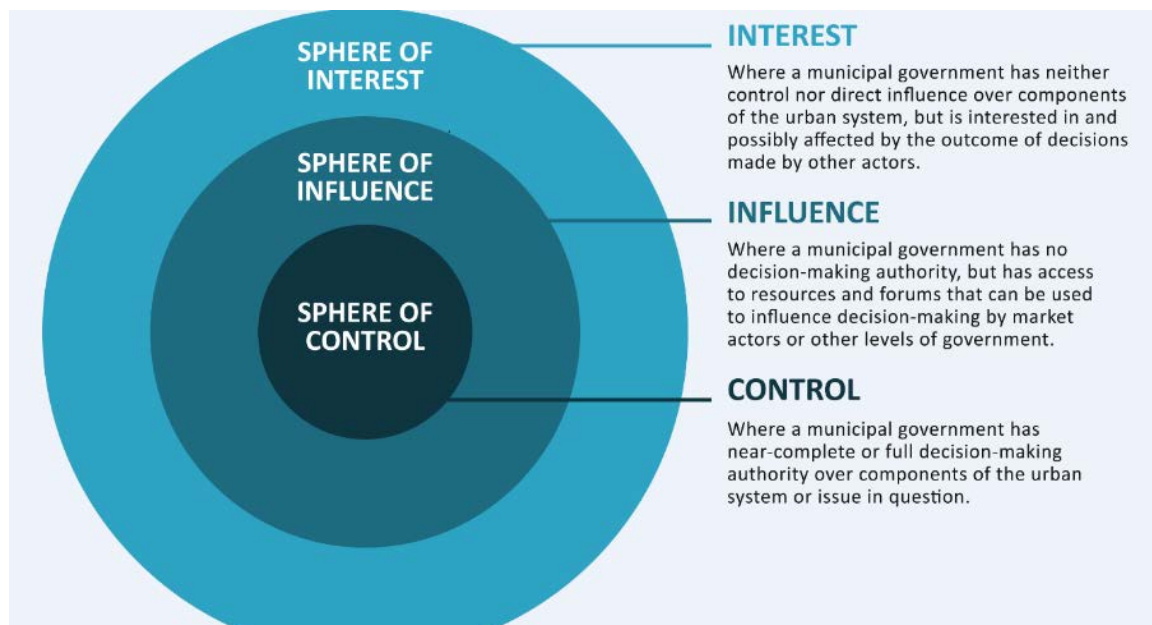 SPHERE OF
INTEREST
SPHERE OF
INFLUENCE
SPHERE OF
CONTROL
INTEREST
Where a municipal government has neither
control nor direct influence over components
of the urban system, but is interested in and
possibly affected by the outcome of decisions
made by other actors.
INFLUENCE
Where a municipal government has no
decision-making authority, but has access
to resources and forums that can be used
to influence decision-making by market
actors or other levels of government.
CONTROL
Where a municipal government has
near-complete or full decision-making
authority over components of the urban
system or issue in question.